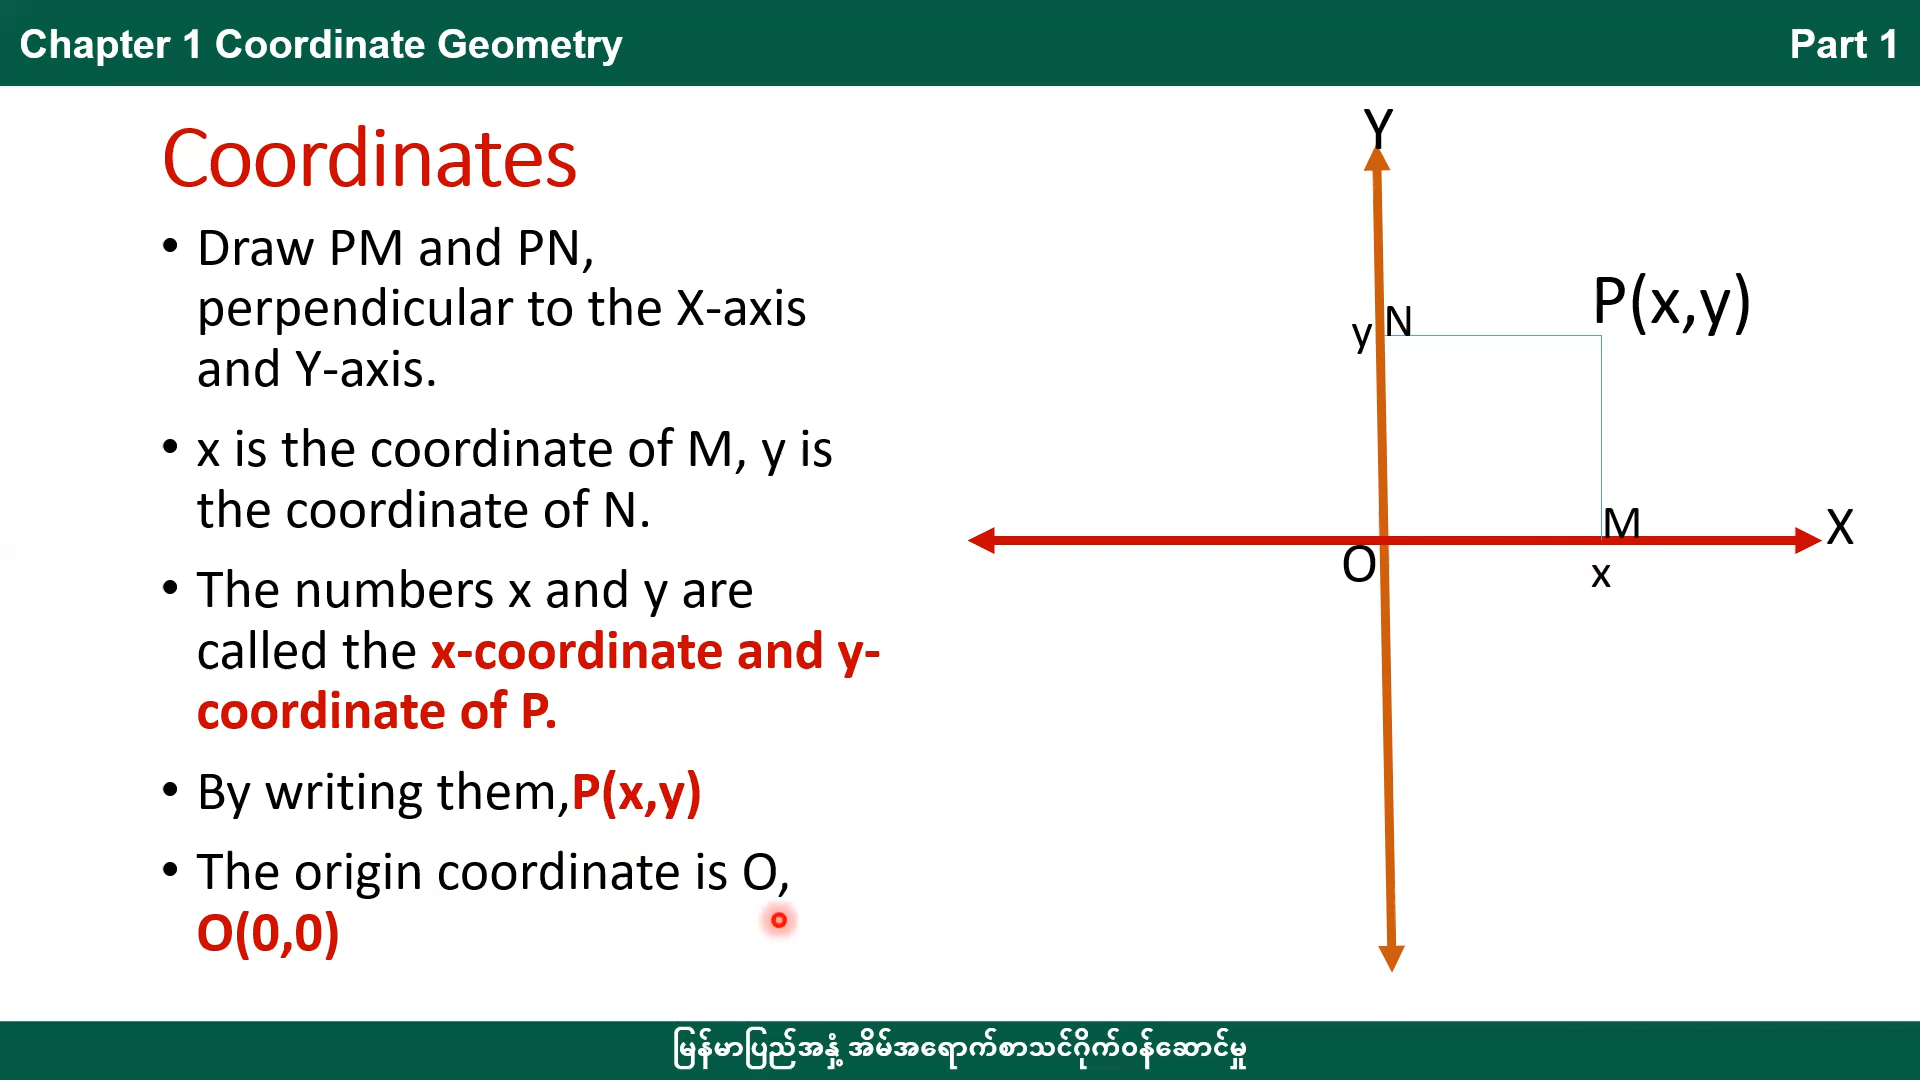 Chapter 1 Coordinate Geometry
Part 1
Coordinates
• Draw PM and PN,
perpendicular to the X-axis
and Y-axis.
• x is the coordinate of M, y is
the coordinate of N.
• The numbers x and y are
called the x-coordinate and y-
coordinate of P.
• By writing them,P(x,y)
• The origin coordinate is O,
O(0,0)
Y
P(x,y)
y N
M
X
O
x
မြန်မာပြည်အနှံ့ အိမ်အရောက်စာသင်ဂိုက်ဝန်ဆောင်မှု